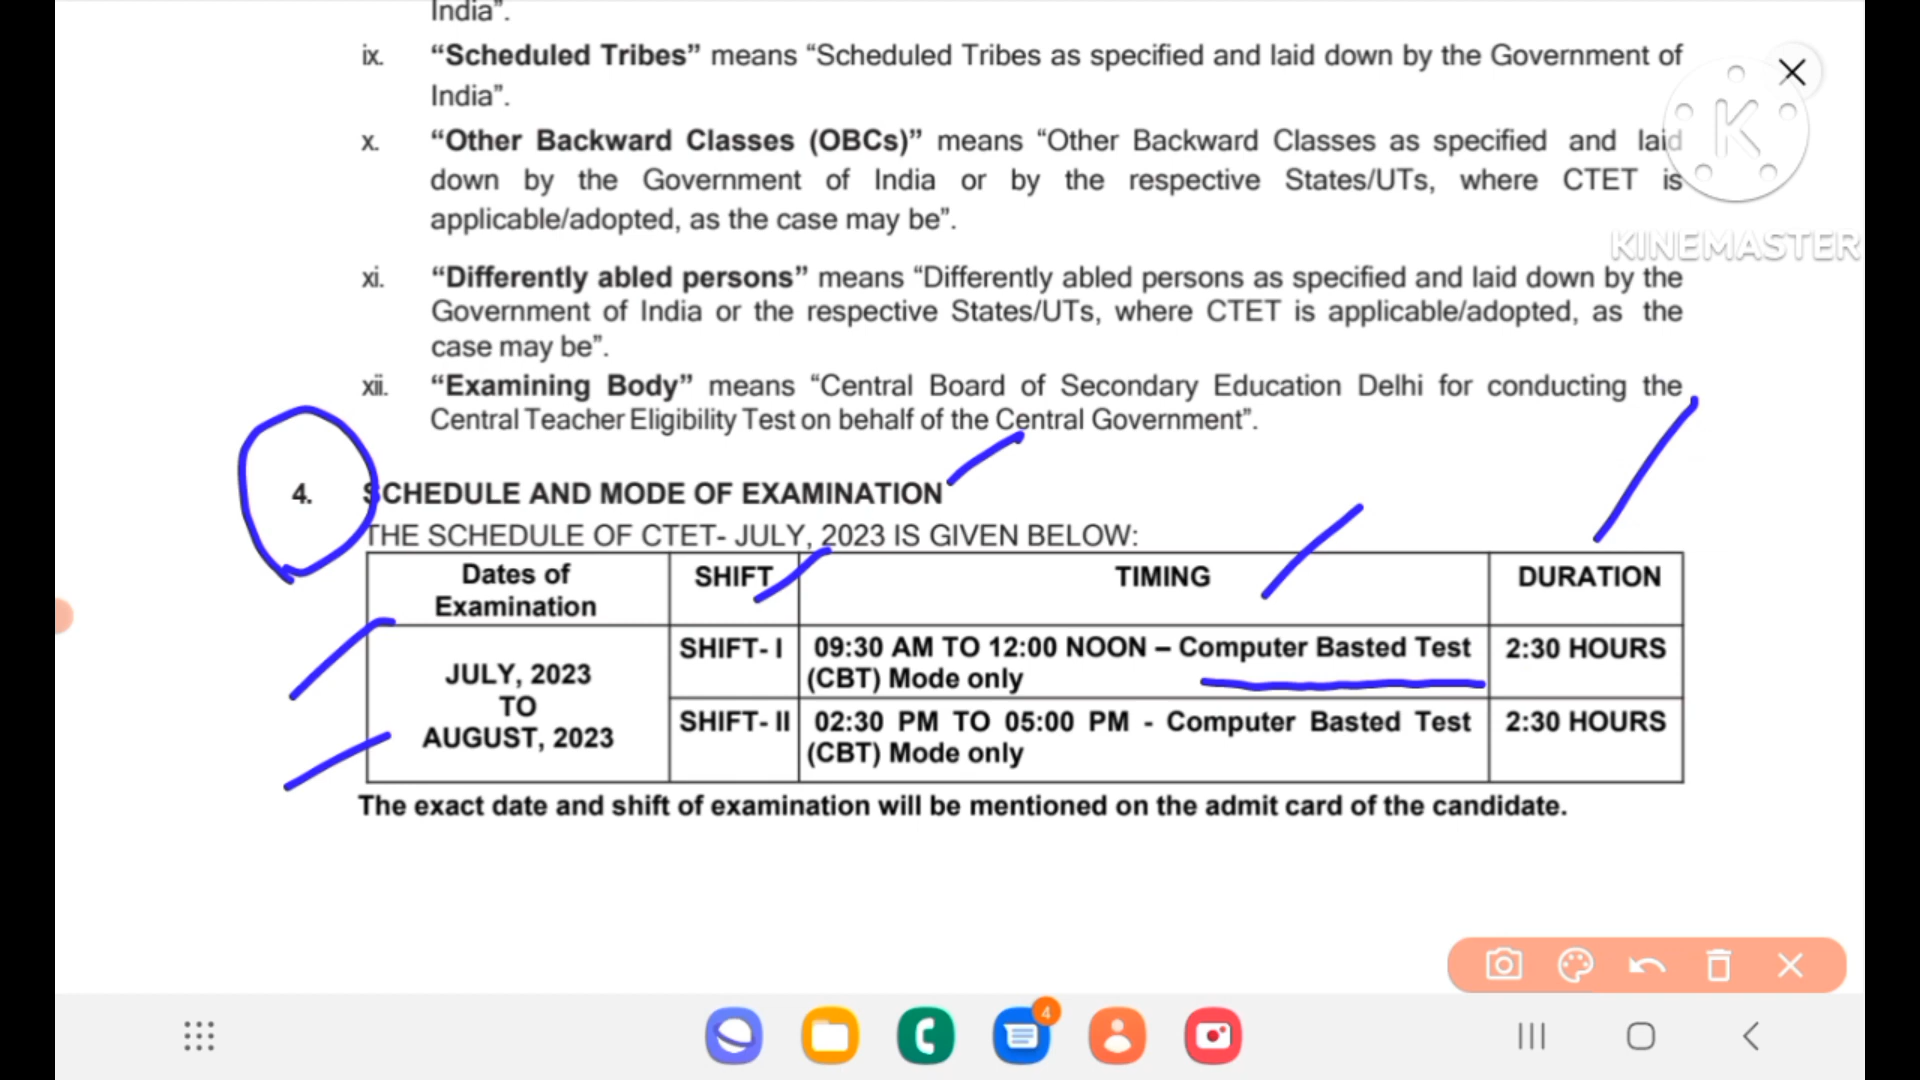 India”.
ix. “Scheduled Tribes” means “Scheduled Tribes as specified and laid down by the Government of
India”.
x. “Other Backward Classes (OBCs)” means “Other Backward Classes as specified and laid
down by the Government of India or by the respective States/UTs, where CTET is
applicable/adopted, as the case may be”.
K
KINEMASTER
xi. “Differently abled persons” means “Differently abled persons as specified and laid down by the
Government of India or the respective States/UTs, where CTET is applicable/adopted, as the
case may be”.
xii. “Examining Body” means “Central Board of Secondary Education Delhi for conducting the
Central Teacher Eligibility Test on behalf of the Central Government”.
4. SCHEDULE AND MODE OF EXAMINATION
THE SCHEDULE OF CTET- JULY, 2023 IS GIVEN BELOW:
Dates of
Examination
SHIFT
TIMING
DURATION
JULY, 2023
TO
AUGUST, 2023
SHIFT- I
09:30 AM TO 12:00 NOON – Computer Basted Test
(CBT) Mode only
2:30 HOURS
SHIFT- II
02:30 PM TO 05:00 PM - Computer Basted Test
(CBT) Mode only
2:30 HOURS
The exact date and shift of examination will be mentioned on the admit card of the candidate.
4